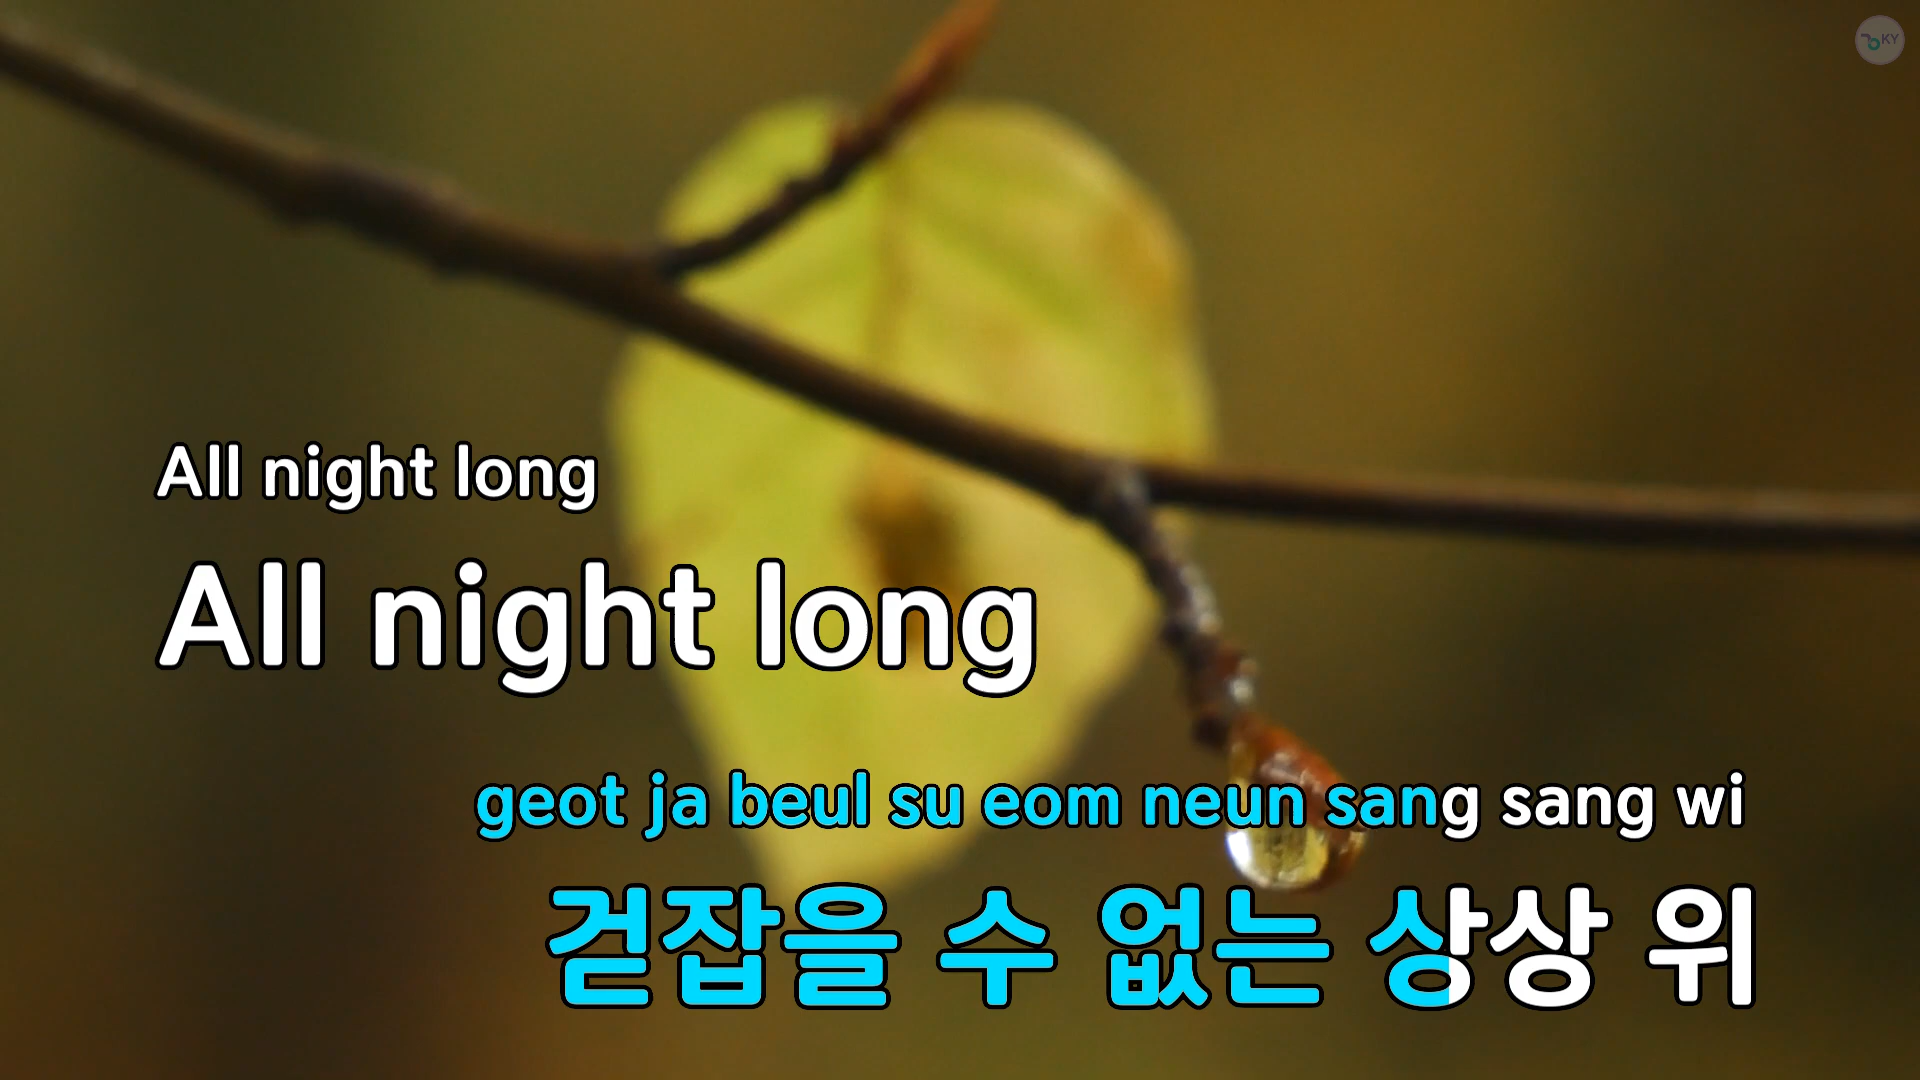 KY
All night long
All night long
geot ja beul su eom neun sang sang wi
걷잡을 수 없는 상상 위